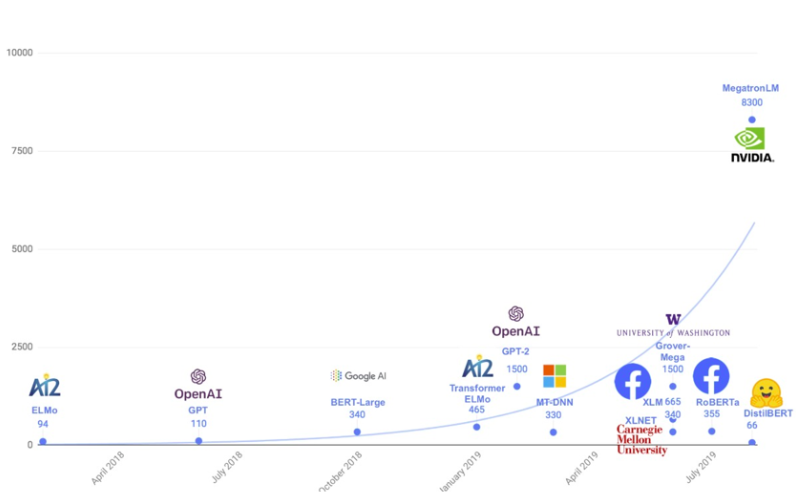 10000
7500
5000
2500
0
MegatronLM
8300
NVIDIA.
AI2
ELMo
94
OpenAI
GPT
110
Google AI
BERT-Large
340
AI2
Transformer
ELMo
465
OpenAI
GPT-2
1500
MT-DNN
330
W
UNIVERSITY of WASHINGTON
Grover-
Mega
1500
XLM 665
XLNET 340
Carnegie
Mellon
University
RoBERTa
355
DistilBERT
66
April 2018
July 2018
October 2018
January 2019
April 2019
July 2019